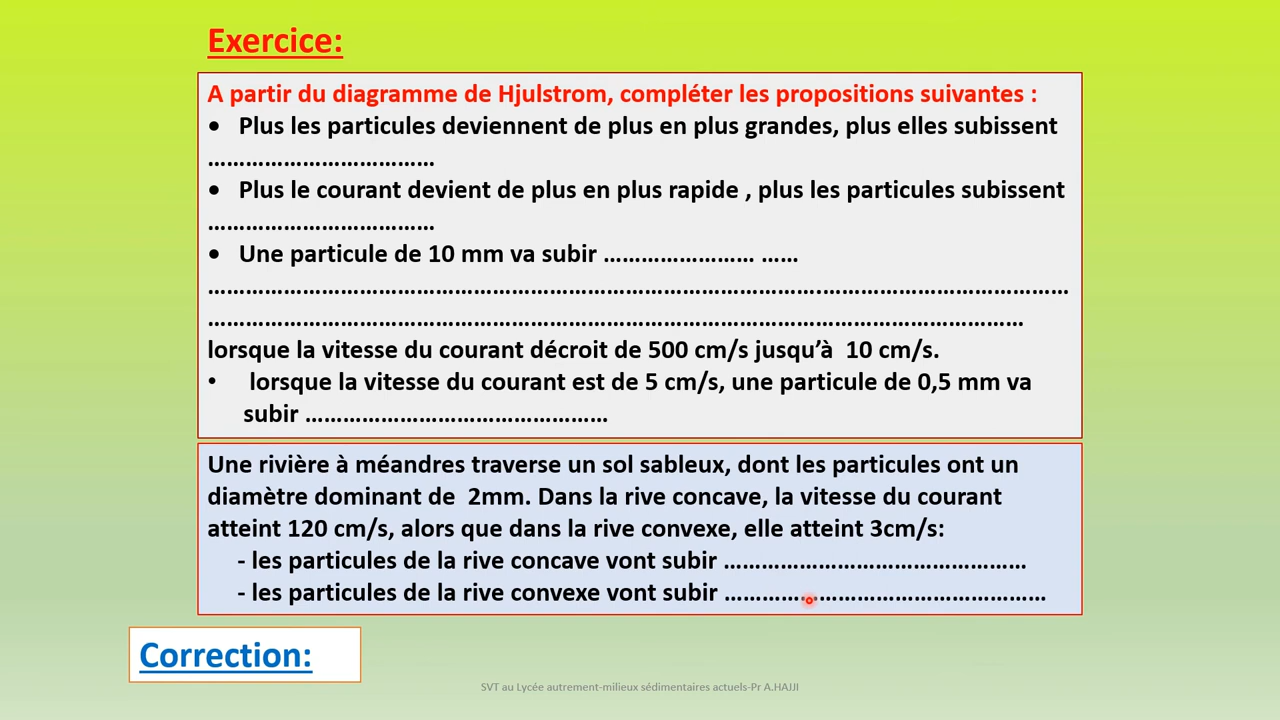 Exercice:
A partir du diagramme de Hjulstrom, compléter les propositions suivantes :
• Plus les particules deviennent de plus en plus grandes, plus elles subissent
………………………………
• Plus le courant devient de plus en plus rapide , plus les particules subissent
………………………………
• Une particule de 10 mm va subir …………………… ……
……………………………………………………………………………………….…………………………………
…………………………………………………………………………………………………………………
lorsque la vitesse du courant décroit de 500 cm/s jusqu’à 10 cm/s.
• lorsque la vitesse du courant est de 5 cm/s, une particule de 0,5 mm va
subir …………………………………………
Une rivière à méandres traverse un sol sableux, dont les particules ont un
diamètre dominant de 2mm. Dans la rive concave, la vitesse du courant
atteint 120 cm/s, alors que dans la rive convexe, elle atteint 3cm/s:
- les particules de la rive concave vont subir …………………………………………
- les particules de la rive convexe vont subir ……………………………………………
Correction:
SVT au Lycée autrement-milieux sédimentaires actuels-Pr A.HAJJI